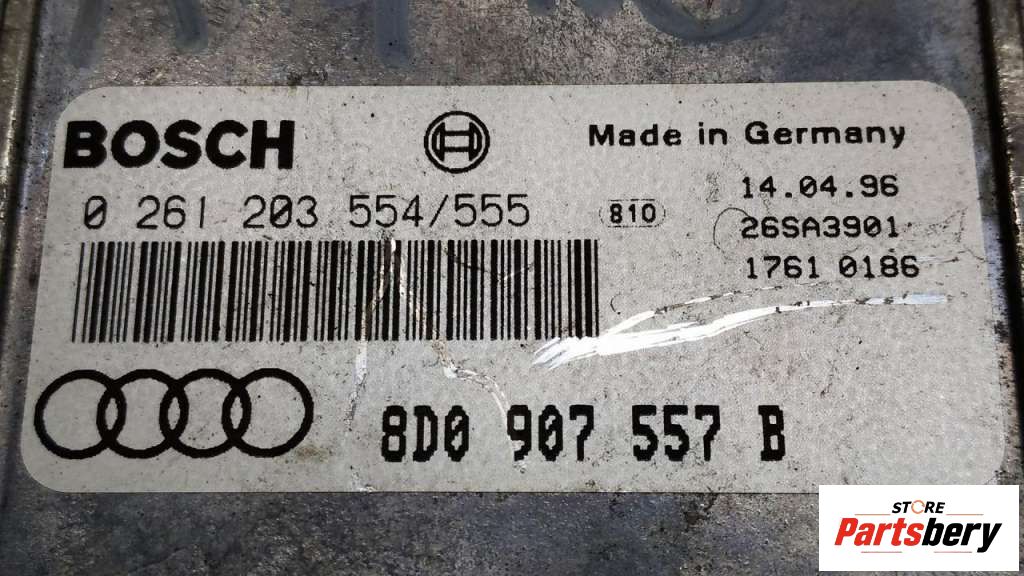 BOSCH
Made in Germany
0 261 203 554/555
810
14.04.96
26SA3901
1761 0186
8D0 907 557 B
STORE
Partsbery